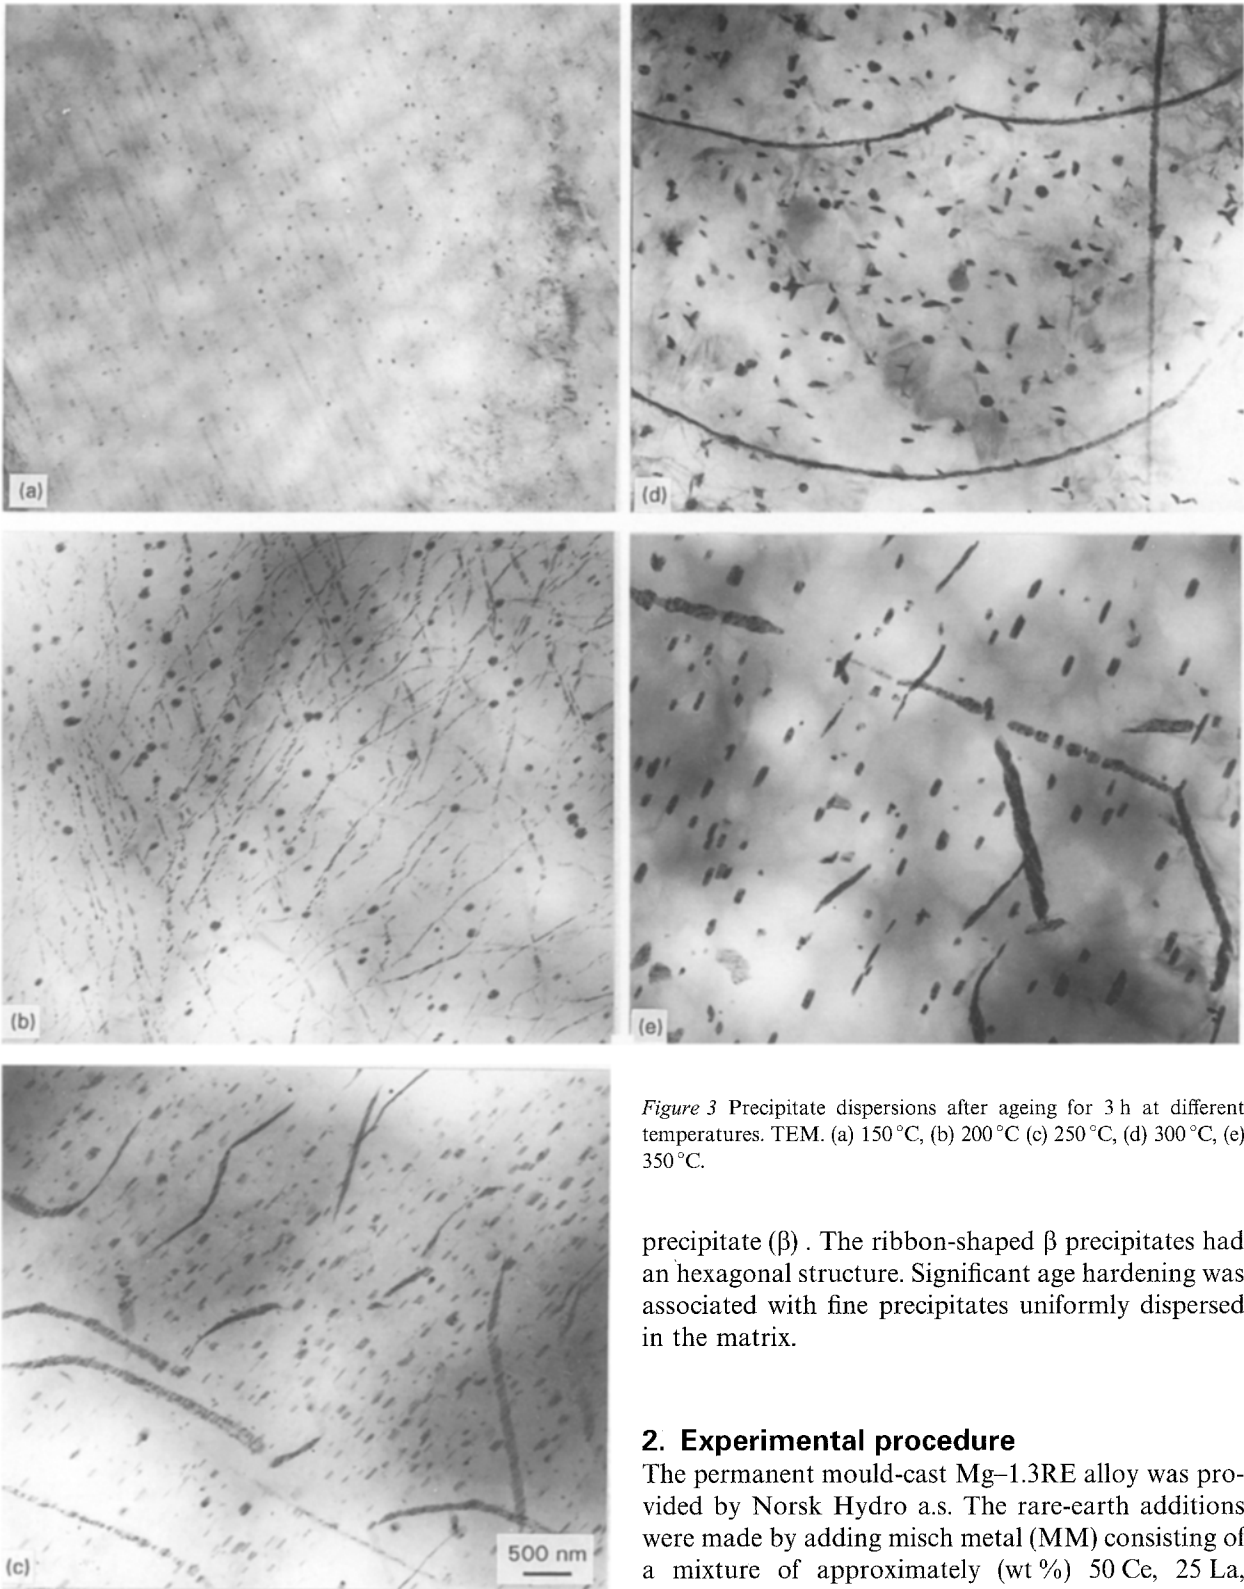 (a)
(d)
(b)
(e)
(c)
500 nm
Figure 3 Precipitate dispersions after ageing for 3 h at different
temperatures. TEM. (a) 150 °C, (b) 200 °C (c) 250 °C, (d) 300 °C, (e)
350 °C.
precipitate (β) . The ribbon-shaped β precipitates had
an hexagonal structure. Significant age hardening was
associated with fine precipitates uniformly dispersed
in the matrix.
2. Experimental procedure
The permanent mould-cast Mg–1.3RE alloy was pro-
vided by Norsk Hydro a.s. The rare-earth additions
were made by adding misch metal (MM) consisting of
a mixture of approximately (wt %) 50 Ce, 25 La,